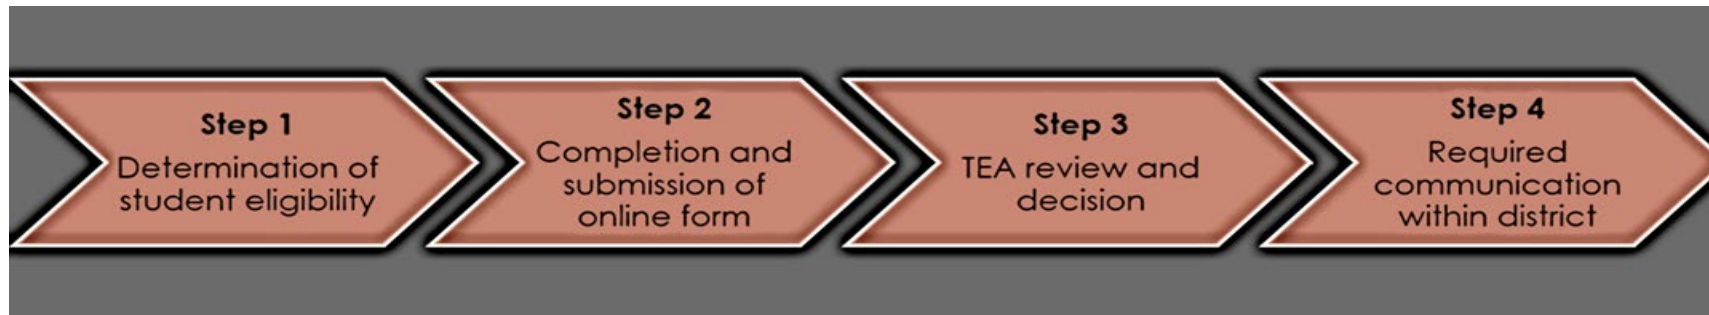 Step 1
Determination of
student eligibility
Step 2
Completion and
submission of
online form
Step 3
TEA review and
decision
Step 4
Required
communication
within district